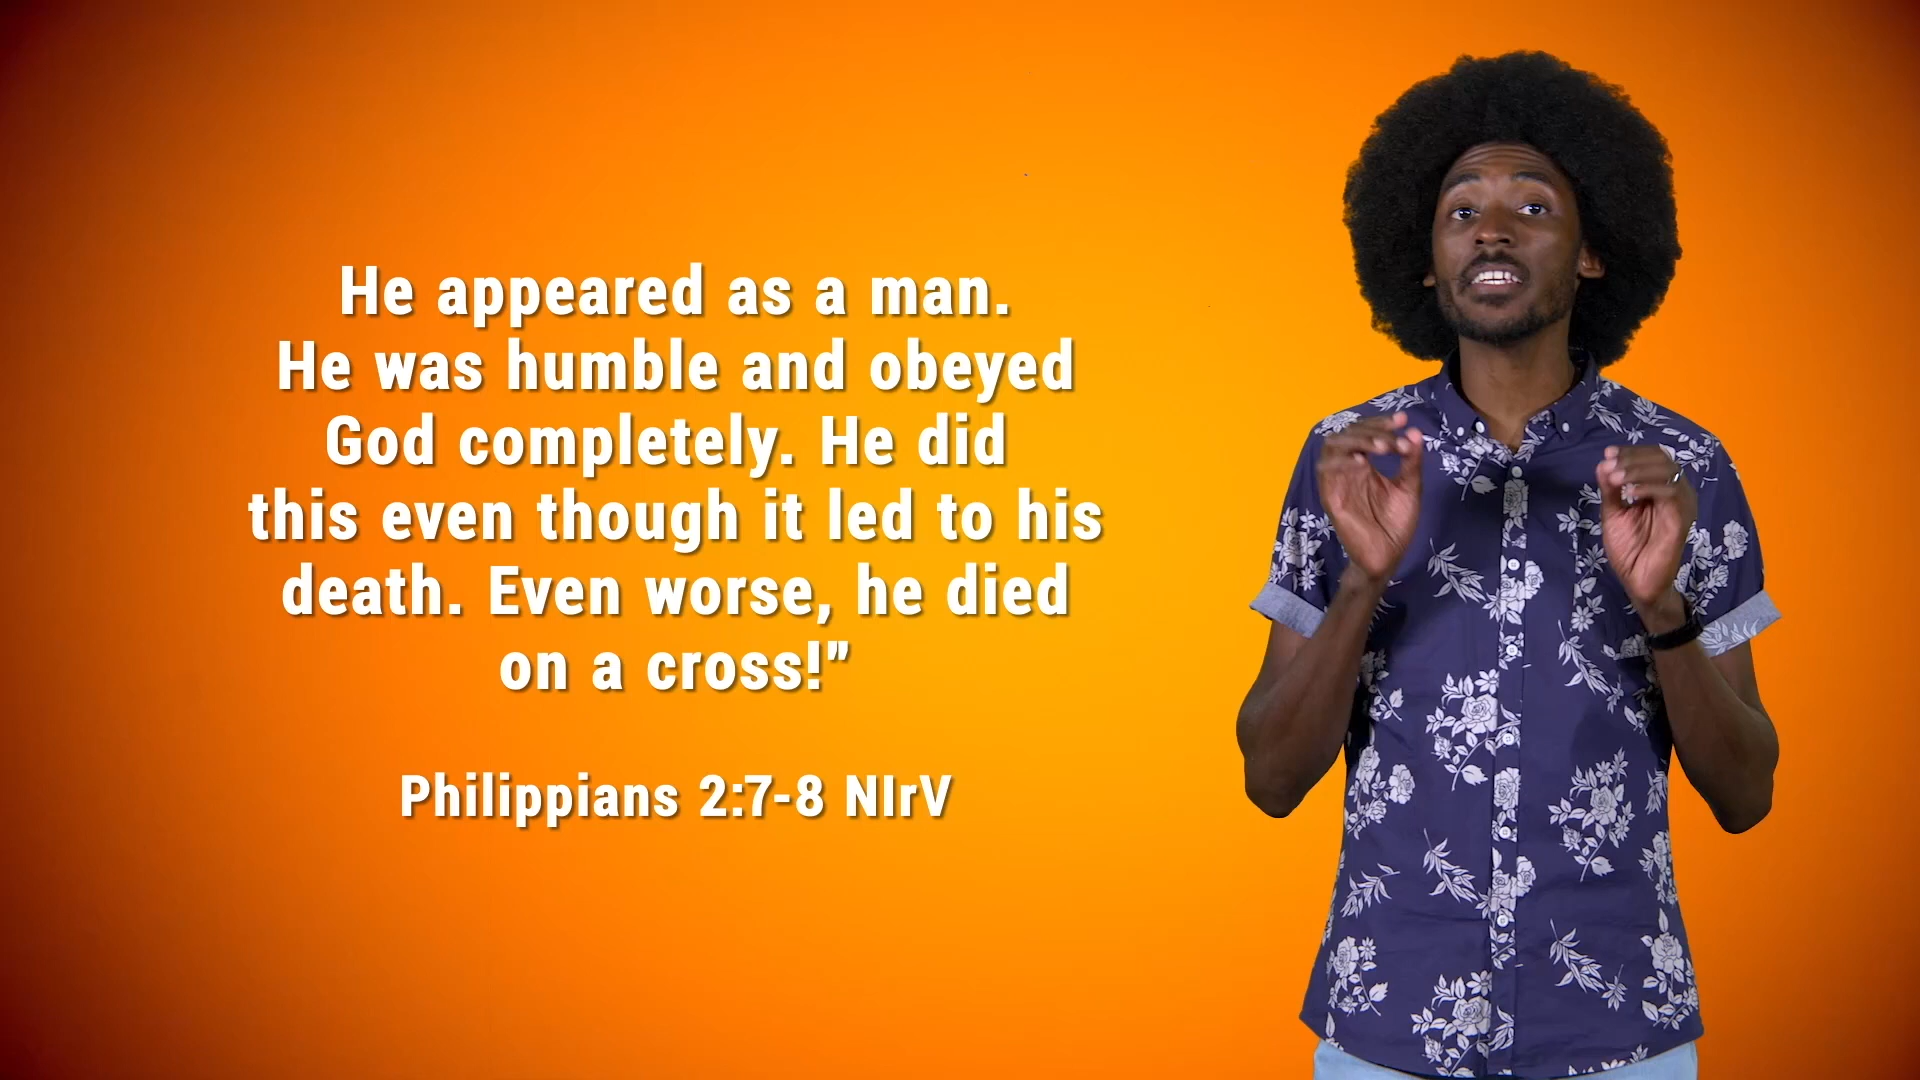 He appeared as a man.
He was humble and obeyed
God completely. He did
this even though it led to his
death. Even worse, he died
on a cross!”
Philippians 2:7-8 NIrV